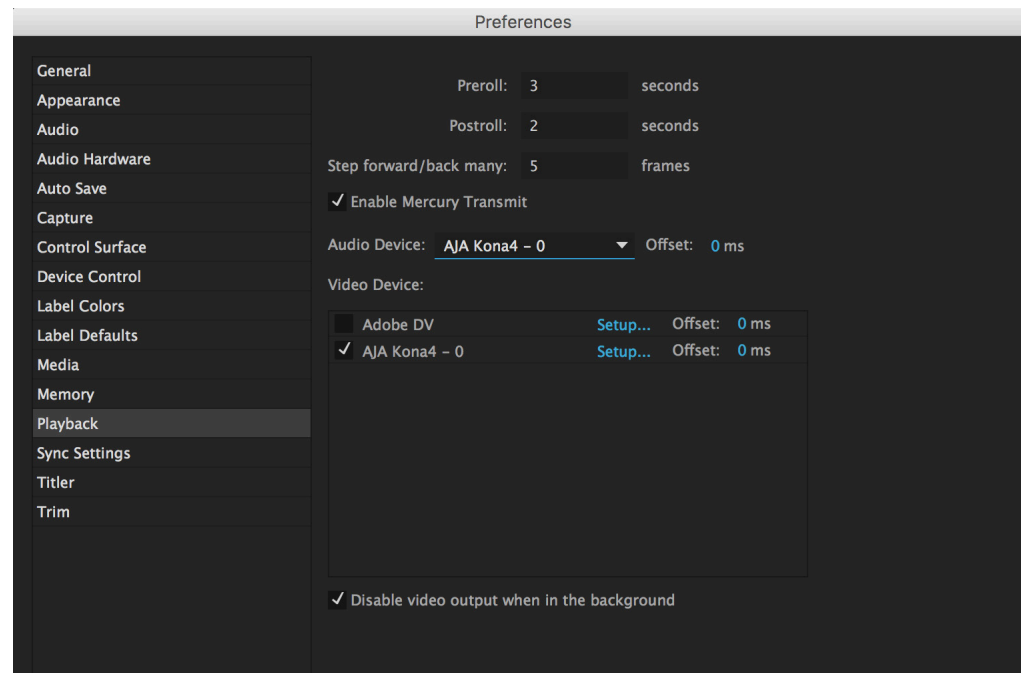 Preferences
General
Appearance
Audio
Audio Hardware
Auto Save
Capture
Control Surface
Device Control
Label Colors
Label Defaults
Media
Memory
Playback
Sync Settings
Titler
Trim
Preroll: 3 seconds
Postroll: 2 seconds
Step forward/back many: 5 frames
Enable Mercury Transmit
Audio Device: AJA Kona4 – 0 Offset: 0 ms
Video Device:
Adobe DV Setup... Offset: 0 ms
AJA Kona4 – 0 Setup... Offset: 0 ms
Disable video output when in the background